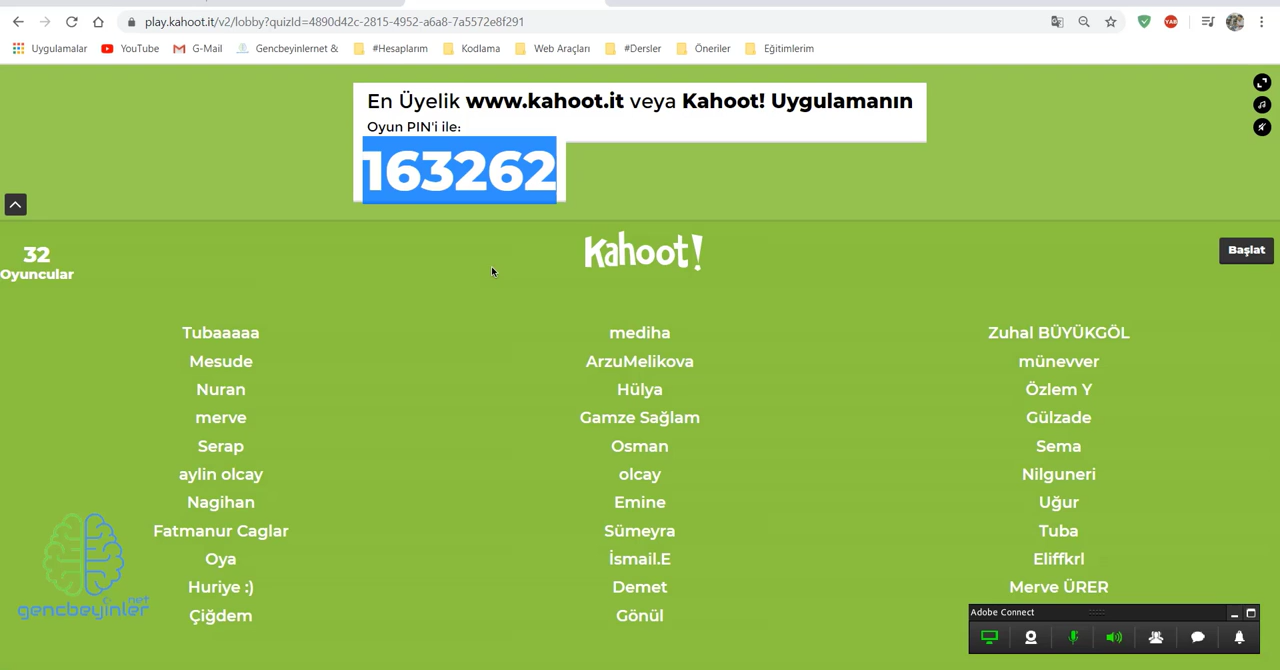 play.kahoot.it/v2/lobby?quizId=4890d42c-2815-4952-a6a8-7a5572e8f291
Uygulamalar YouTube G-Mail Gencbeyinlernet & #Hesaplarım Kodlama Web Araçları #Dersler Öneriler Eğitimlerim
En Üyelik www.kahoot.it veya Kahoot! Uygulamanın
Oyun PIN'i ile:
163262
32
Oyuncular
Kahoot!
Başlat
Tubaaaaa mediha Zuhal BÜYÜKGÖL
Mesude ArzuMelikova münevver
Nuran Hülya Özlem Y
merve Gamze Sağlam Gülzade
Serap Osman Sema
aylin olcay olcay Nilguneri
Nagihan Emine Uğur
Fatmanur Caglar Sümeyra Tuba
Oya İsmail.E Eliffkrl
Huriye :) Demet Merve ÜRER
Çiğdem Gönül
gencbeyinler.net
Adobe Connect